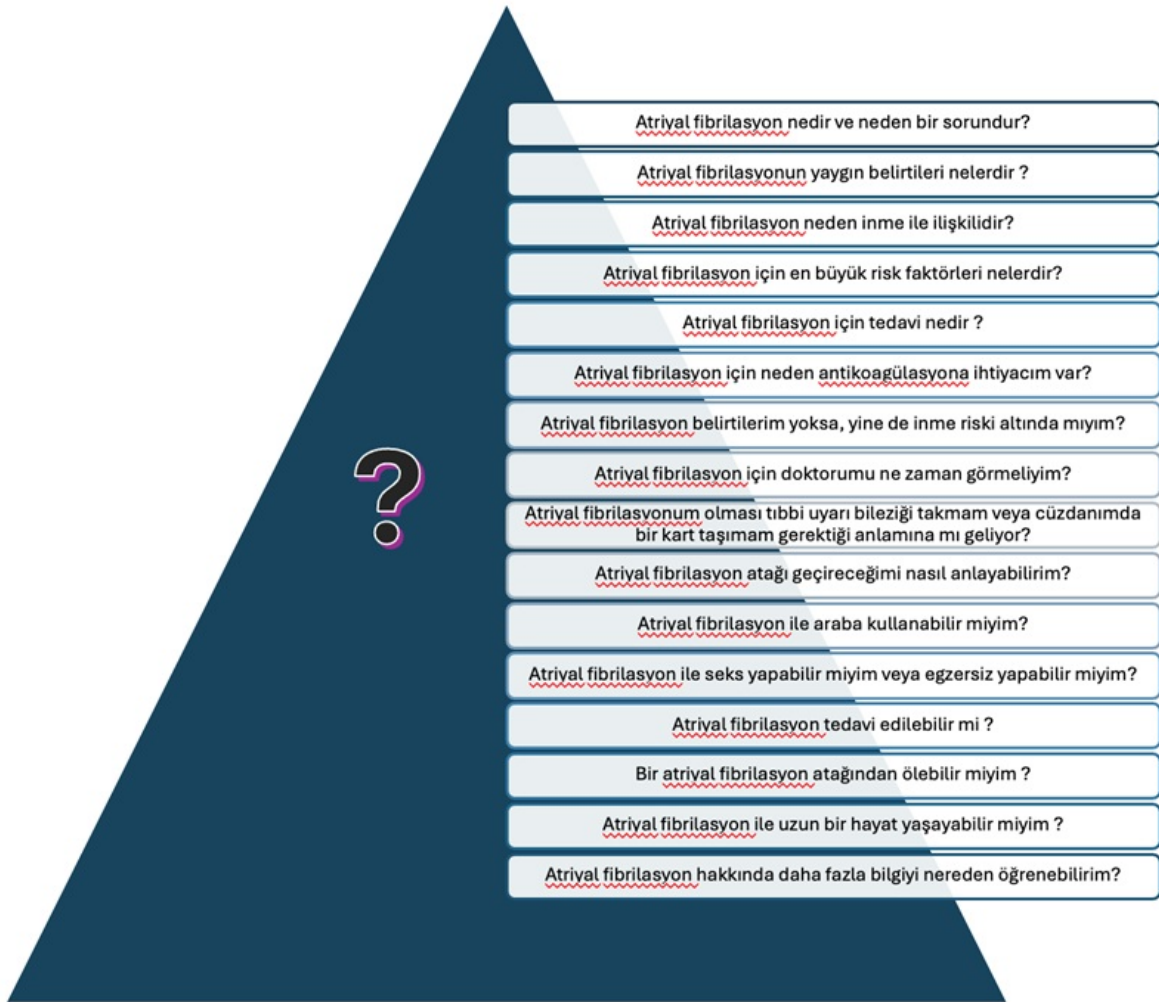 Atriyal fibrilasyon nedir ve neden bir sorundur?
Atriyal fibrilasyonun yaygın belirtileri nelerdir ?
Atriyal fibrilasyon neden inme ile ilişkilidir?
Atriyal fibrilasyon için en büyük risk faktörleri nelerdir?
Atriyal fibrilasyon için tedavi nedir ?
Atriyal fibrilasyon için neden antikoagülasyona ihtiyacım var?
Atriyal fibrilasyon belirtilerim yoksa, yine de inme riski altında mıyım?
Atriyal fibrilasyon için doktorumu ne zaman görmeliyim?
Atriyal fibrilasyonum olması tıbbi uyarı bileziği takmam veya cüzdanımda
bir kart taşımam gerektiği anlamına mı geliyor?
Atriyal fibrilasyon atağı geçireceğimi nasıl anlayabilirim?
Atriyal fibrilasyon ile araba kullanabilir miyim?
Atriyal fibrilasyon ile seks yapabilir miyim veya egzersiz yapabilir miyim?
Atriyal fibrilasyon tedavi edilebilir mi ?
Bir atriyal fibrilasyon atağından ölebilir miyim ?
Atriyal fibrilasyon ile uzun bir hayat yaşayabilir miyim ?
Atriyal fibrilasyon hakkında daha fazla bilgiyi nereden öğrenebilirim?
?